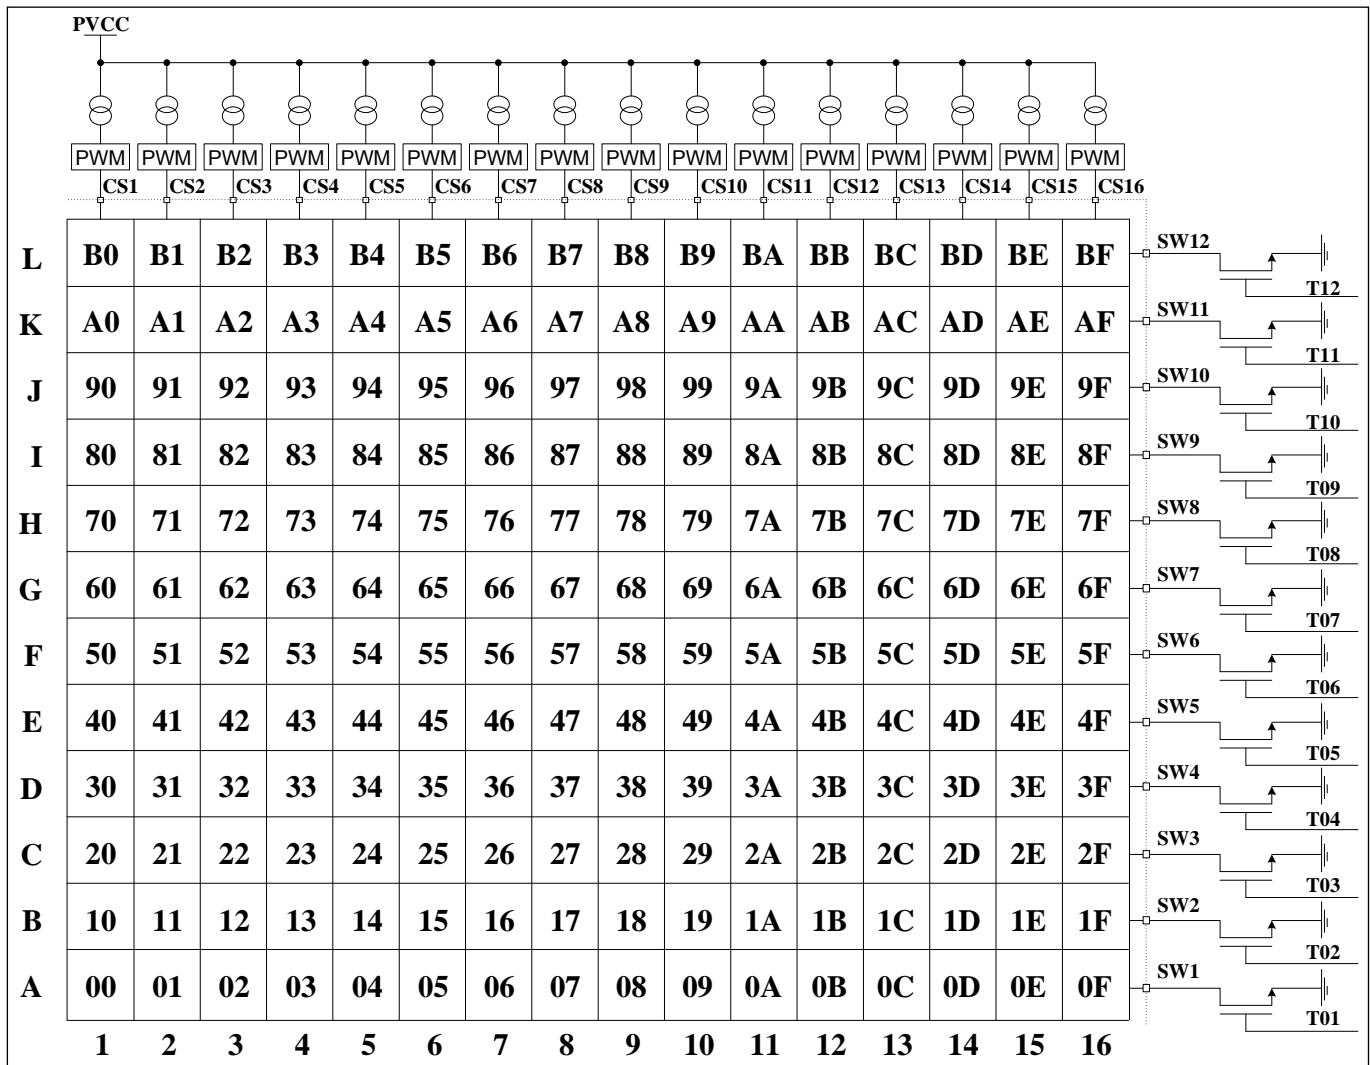 PVCC
PWM PWM PWM PWM PWM PWM PWM PWM PWM PWM PWM PWM PWM PWM PWM PWM
CS1 CS2 CS3 CS4 CS5 CS6 CS7 CS8 CS9 CS10 CS11 CS12 CS13 CS14 CS15 CS16
L B0 B1 B2 B3 B4 B5 B6 B7 B8 B9 BA BB BC BD BE BF SW12
T12
K A0 A1 A2 A3 A4 A5 A6 A7 A8 A9 AA AB AC AD AE AF SW11
T11
J 90 91 92 93 94 95 96 97 98 99 9A 9B 9C 9D 9E 9F SW10
T10
I 80 81 82 83 84 85 86 87 88 89 8A 8B 8C 8D 8E 8F SW9
T09
H 70 71 72 73 74 75 76 77 78 79 7A 7B 7C 7D 7E 7F SW8
T08
G 60 61 62 63 64 65 66 67 68 69 6A 6B 6C 6D 6E 6F SW7
T07
F 50 51 52 53 54 55 56 57 58 59 5A 5B 5C 5D 5E 5F SW6
T06
E 40 41 42 43 44 45 46 47 48 49 4A 4B 4C 4D 4E 4F SW5
T05
D 30 31 32 33 34 35 36 37 38 39 3A 3B 3C 3D 3E 3F SW4
T04
C 20 21 22 23 24 25 26 27 28 29 2A 2B 2C 2D 2E 2F SW3
T03
B 10 11 12 13 14 15 16 17 18 19 1A 1B 1C 1D 1E 1F SW2
T02
A 00 01 02 03 04 05 06 07 08 09 0A 0B 0C 0D 0E 0F SW1
T01
1 2 3 4 5 6 7 8 9 10 11 12 13 14 15 16